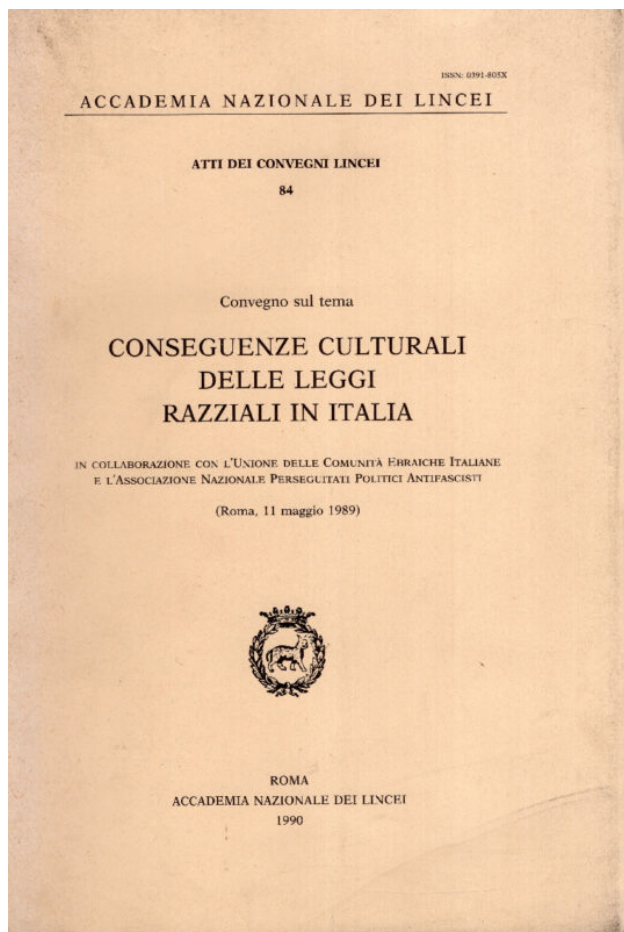 ISSN: 0391-805X
ACCADEMIA NAZIONALE DEI LINCEI
ATTI DEI CONVEGNI LINCEI
84
Convegno sul tema
CONSEGUENZE CULTURALI
DELLE LEGGI
RAZZIALI IN ITALIA
IN COLLABORAZIONE CON L'UNIONE DELLE COMUNITÀ EBRAICHE ITALIANE
E L'ASSOCIAZIONE NAZIONALE PERSEGUITATI POLITICI ANTIFASCISTI
(Roma, 11 maggio 1989)
ROMA
ACCADEMIA NAZIONALE DEI LINCEI
1990